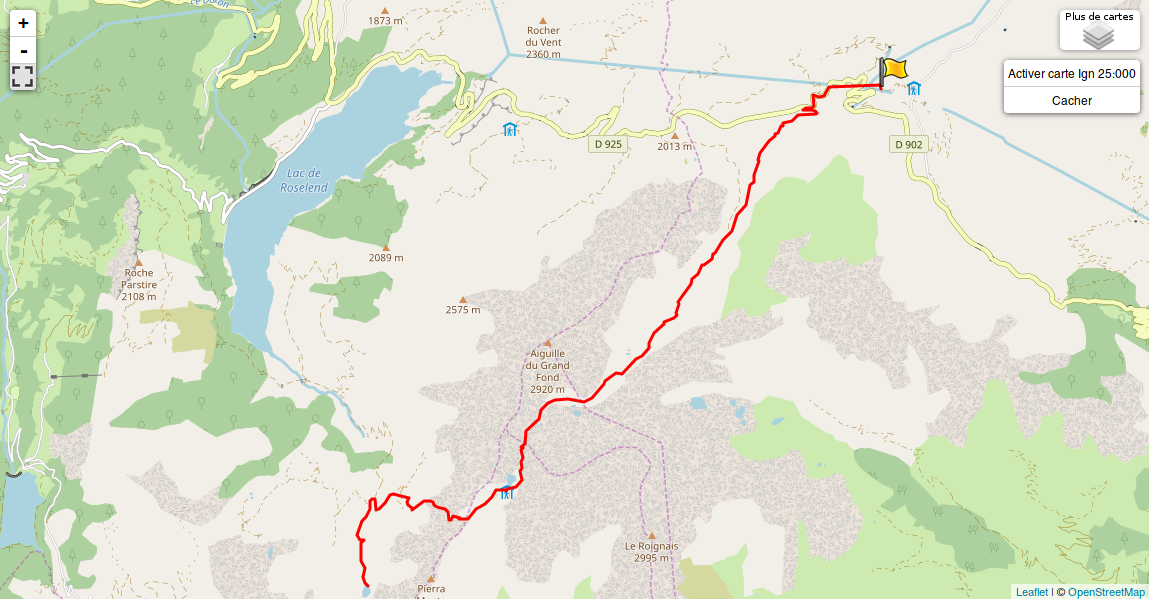 +
-
1873 m
Rocher
du Vent
2360 m
Plus de cartes
Activer carte Ign 25:000
Cacher
D 925
2013 m
D 902
Lac de
Roselend
2089 m
Roche
Parstire
2108 m
2575 m
Aiguille
du Grand
Fond
2920 m
Le Roignais
2995 m
Pierra
Leaflet | © OpenStreetMap